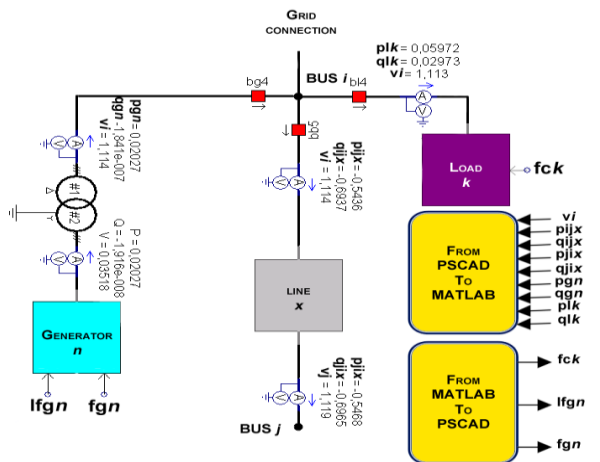 GRID
CONNECTION
plk= 0,05972
qlk= 0,02973
vi= 1,113
bg4
BUS i
bl4
A
V
pgn= 0,02027
qgn -1,841e-007
vi= 1,114
V
A
bb5
pijx= -0,5436
qijx= -0,6937
vi= 1,114
V
A
LOAD
k
fck
#1
#2
P = 0,02027
Q = -1,916e-008
V = 0,03518
V
A
FROM
PSCAD
TO
MATLAB
vi
pijx
qijx
pjix
qjix
pgn
qgn
plk
qlk
GENERATOR
n
LINE
x
lfgn
fgn
pjix= -0,5468
qjix= -0,6965
vj= 1,119
V
A
BUS j
FROM
MATLAB
TO
PSCAD
fck
lfgn
fgn